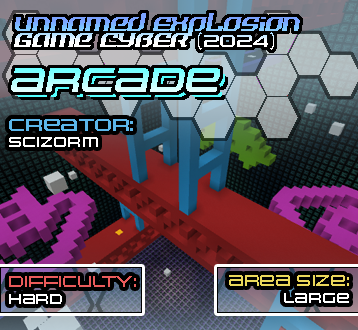 Unnamed Explosion
Game Cyber (2024)
Arcade
Creator:
Scizorm
Difficulty:
Hard
Area Size:
Large